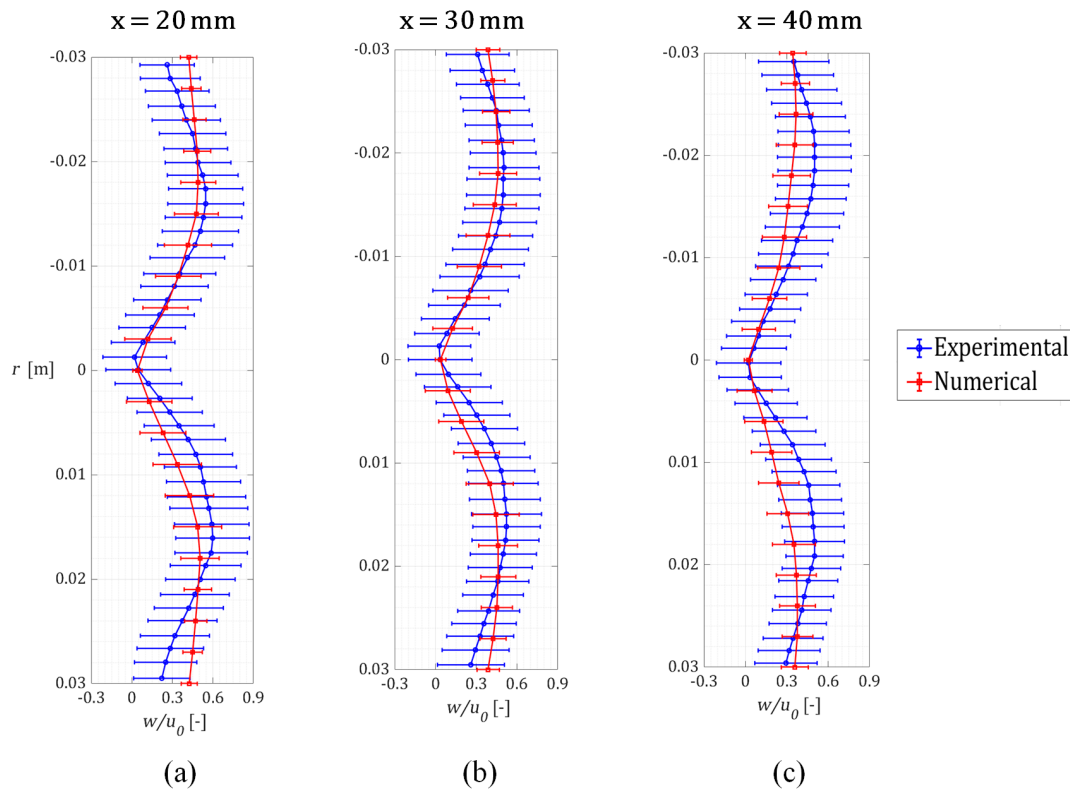 x = 20 mm
x = 30 mm
x = 40 mm
-0.03
-0.02
-0.01
r [m] 0
0.01
0.02
0.03
-0.3 0 0.3 0.6 0.9
w/u0 [-]
(a)
-0.03
-0.02
-0.01
0
0.01
0.02
0.03
-0.3 0 0.3 0.6 0.9
w/u0 [-]
(b)
-0.03
-0.02
-0.01
0
0.01
0.02
0.03
-0.3 0 0.3 0.6 0.9
w/u0 [-]
(c)
Experimental
Numerical